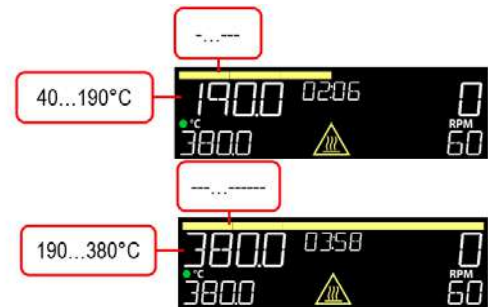 -...---
40...190°C
190.0 02:06 0
°C RPM
380.0 60
---...------
190...380°C
380.0 03:58 0
°C RPM
380.0 60